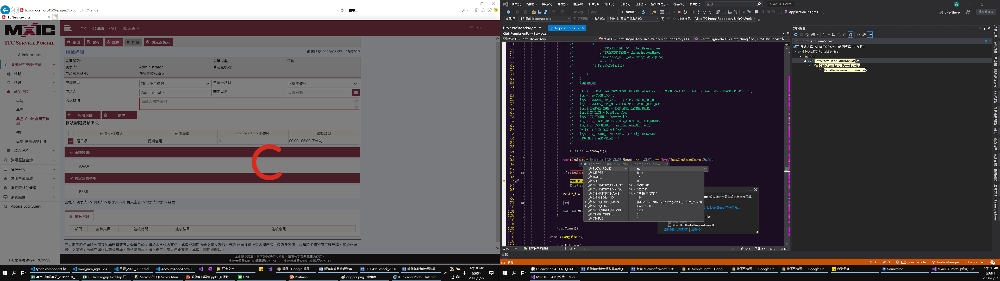 http://localhost:4200/pages/AccountCitrixChange
搜尋...
ITC ServicePortal
MXIC
ITC SERVICE PORTAL
Administrator
資訊服務申請/異動
軟體
硬體
帳號權限
申請
異動
異動-Citrix 夜間不管
制
停用
申請-電腦帳號註冊
綜合服務
資訊服務查詢
管理報表
常用申請連結
高權限帳號管理
系統維護
Access Log Query
ITC服務專線(24Hr)79999
首頁 ITC彙編 FAQ 相關系統
中 | En
離開 儲存 送件 作廢 變更簽核人
帳號權限 填表時間 2020/08/27 15:37:17
表單編號: 表單狀態: 草稿
填表人: Administrator 目前簽核者:
申請服務類別: 帳號權限-Citrix
申請項目 Citrix使用權限 申請子項目 夜間不管制
申請人 Administrator 需求日期 需求日期
需求說明 請輸入需求說明
新增項目 刪除
帳號權限異動需求
使用人/保管人 使用類型 00:00~06:00 不管制 異動類型
溫O婷 長期使用 N 00:00~06:00 不管制
申請說明:
AAAA
資安注意事項:
BBBB
流程： 填表人 ->申請人->承辦人->申請人主管->承辦人承辦->結案
簽核紀錄
部門 簽核人員 簽核時間 簽核結果 簽核意見
旺宏電子股份有限公司基於業務需要及安全等目的，得於本系統內蒐集、處理或利用台端之個人資料。尚請 台端提供上表各欄所載之個資及資訊，並確認相關資訊正確無誤。關於台端
提供之個資，台端亦得依法請求查詢、製給複製本、補充更正、請求停止蒐集、處理、利用或刪除。
本系統之表單內容可能涉及個人資料，僅限公司業務範圍內使用。
檔案(F) 編輯(E) 檢視(V) 專案(P) 建置(B) 偵錯(D) 測試(S) 分析(N) 工具(T) 延伸模組(X) 視窗(W) 說明(H) 搜尋 Mxic.ITC.Portal
Debug Any CPU 繼續(C) Application Insights
Live Share 系統管理員
處理序: [17156] iisexpress.exe 週期事件 執行緒: [24916] 背景工作執行緒 堆疊框架: Mxic.ITC.Portal.Repository.UnitOfWork.
HrMasterRepository.cs SignRepository.cs
CitrixPermissionFormService.cs
Mxic.ITC.Portal.Repository Mxic.ITC.Portal.Repository.UnitOfWork.SignRepository<T> Create(SignData<T> Data, string filler, IHrMasterService hrM
914 // {
915 // c.SIGNATORY_EMP_NO = item.NewApprover;
916 // c.SIGNATORY_NAME = changeEmp.empName;
917 // c.SIGNATORY_DEPT_NO = changeEmp.deptNo;
918 // return c;
919 // }).FirstOrDefault();
920
921 // }
922 // }
923 // #endregion
924
925 // StageID = Entities.SIGN_STAGE.FirstOrDefault(x => x.SIGN_FORM_ID == AutoIncrement && x.STAGE_ORDER == 2);
926 // log = new SIGN_LOG();
927 // log.SIGNATORY_EMP_NO = SIGN.APPLICANTER_EMP_NO;
928 // log.SIGNATORY_DEPT_NO = SIGN.APPLICANTER_DEPT_NO;
929 // log.SIGNATORY_NAME = SIGN.APPLICANTER_NAME;
930 // log.SIGN_DATE = DateTime.Now;
931 // log.SIGN_STATUS = "Approved";
932 // log.SIGN_STAGE_NUMBER = StageID.SIGN_STAGE_NUMBER;
933 // log.SIGN_LOG_NUMBER = AutoIncrementLog + 2;
934 // Entities.SIGN_LOG.Add(log);
935 // log.SIGN_STATUS_TRANSLATE = Data.SignButtonKey;
936 // SIGN.NOW_STAGE_ORDER = 3;
937 //}
938
939 Entities.SaveChanges();
940 }
941 var signState = Entities.SIGN_STAGE.Where(x => x.STATUS == (byte)EnumSignStateStatus.Enable
942 signState {Mxic.ITC.Portal.Repository.SIGN_STAGE}
943 FLOW_ROLES null
944 if (signStat MERGE false
945 { ROLE_ID 16
946 SIGN.FOR SEQ 0
947 Entities SIGNATORY_DEPT_NO "MR530"
948 } SIGNATORY_EMP_NO "00011"
949 #endregion SIGNATORY_NAME "李先生(部3)"
950 SIGN_FORM_ID 124
951 BPM SIGN_FORM_MAIN {Mxic.ITC.Portal.Repository.SIGN_FORM_MAIN}
1030 SIGN_LOG Count = 0
1031 Entities.Sav SIGN_STAGE_NUMBER 1224
1032 } STAGE_ORDER 3
1033 STATUS 1
1034
1035 tran.Commit();
1036 }
1037 catch (Exception ex)
1038 {
1039 tran.Rollback();
on: '並未將物件參考設定為物件的執
開始 Live Share 工作階段...
中斷
Mxic.ITC.Portal.Repository.dll
開啟例外狀況設定 | 編輯條件
97 % 找不到任何問題 行: 946 字元: 57 SPC CRLF
書籤
就緒 1 0 旺宏_sourcecode feature/resignation-disabled
方案總管
CitrixPermissionFormService
解決方案 'Mxic.ITC.Portal' (8 個專案 (共 8 個))
Mxic.ITC.Portal.Service
Sign
CitrixPermissionFormService.cs
CitrixPermissionFormService
CitrixPermissionFormService()
Team Explorer
type6.component.ht... mxic_pam_ng8 - Vis... 日記_2020_0827.md ... AccountApplyFormR... 旺宏文件 搜尋 - Google 搜尋 - ... 帳號與軟體管理改善... 301-411-check_2020... 帳號與軟體管理改善...
專案IT確認事項_20191101_... C Users rognp Desktop 旺... Microsoft SQL Server Man... 帳號資料欄位.pptx [受保護... LINE Postman dapper.png - 小畫家 ITC ServicePortal - Internet ...
中 下午 03:40 星期四 2020/8/27
DBeaver 7.1.4 - END_DATE 帳號與軟體管理改善專案_IT... 新增 Microsoft Word 文件.... ITC ServicePortal - Googl... 找不到資源。 - Google Ch... 找不到資源。 - Google Ch... 自動便箋 Sourcetree Mxic.ITC.Portal (偵錯) - Mi...
Mxic.ITC.PAM (執行) - Micr...
下午 03:40 星期四 2020/8/27